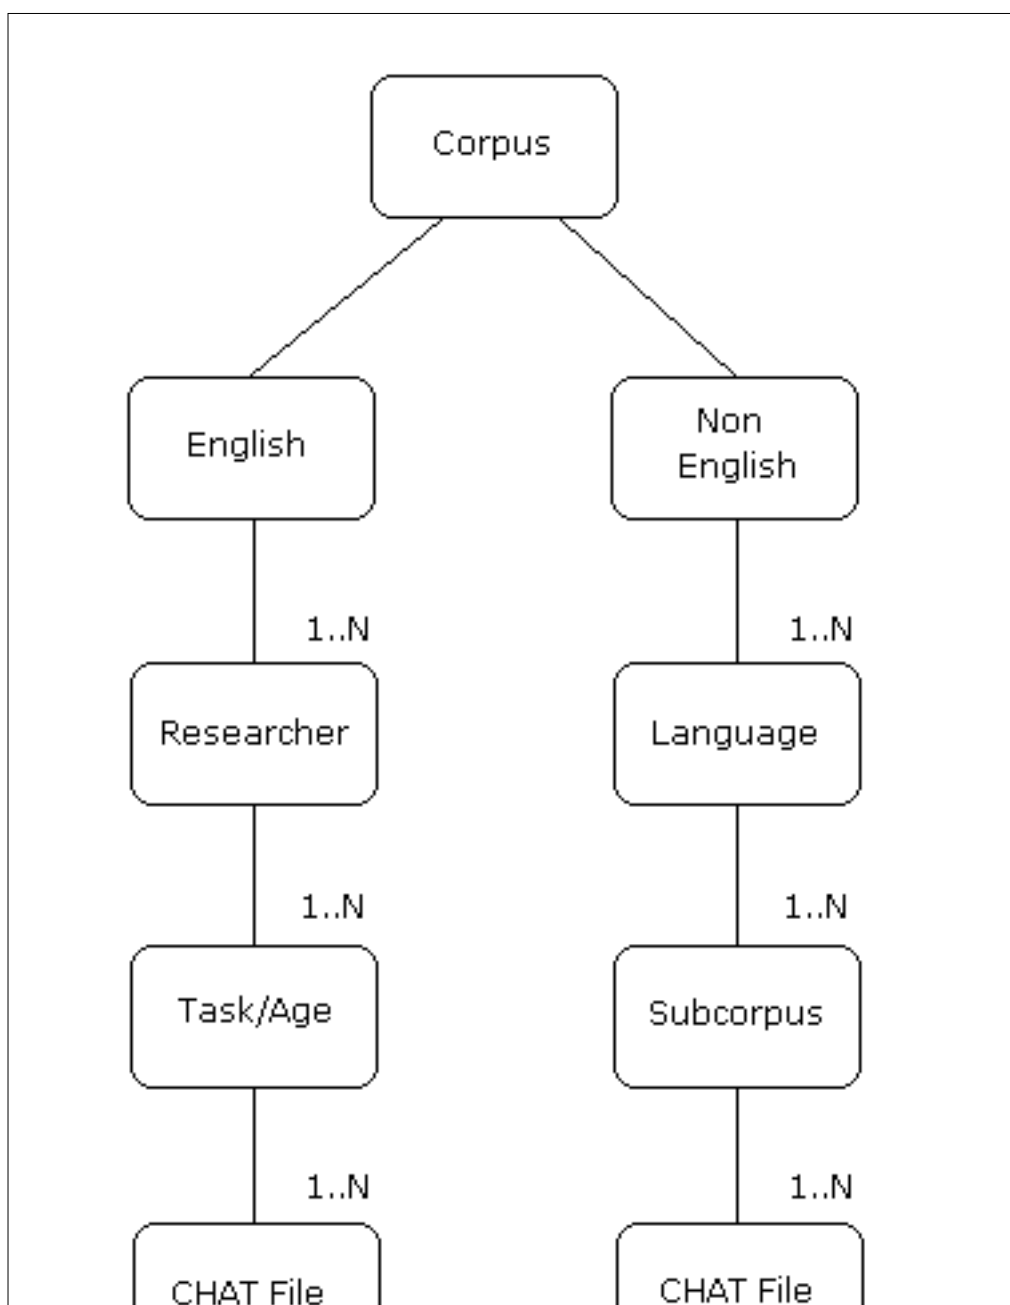 Corpus
English
Non
English
1..N
1..N
Researcher
Language
1..N
1..N
Task/Age
Subcorpus
1..N
1..N
CHAT File
CHAT File